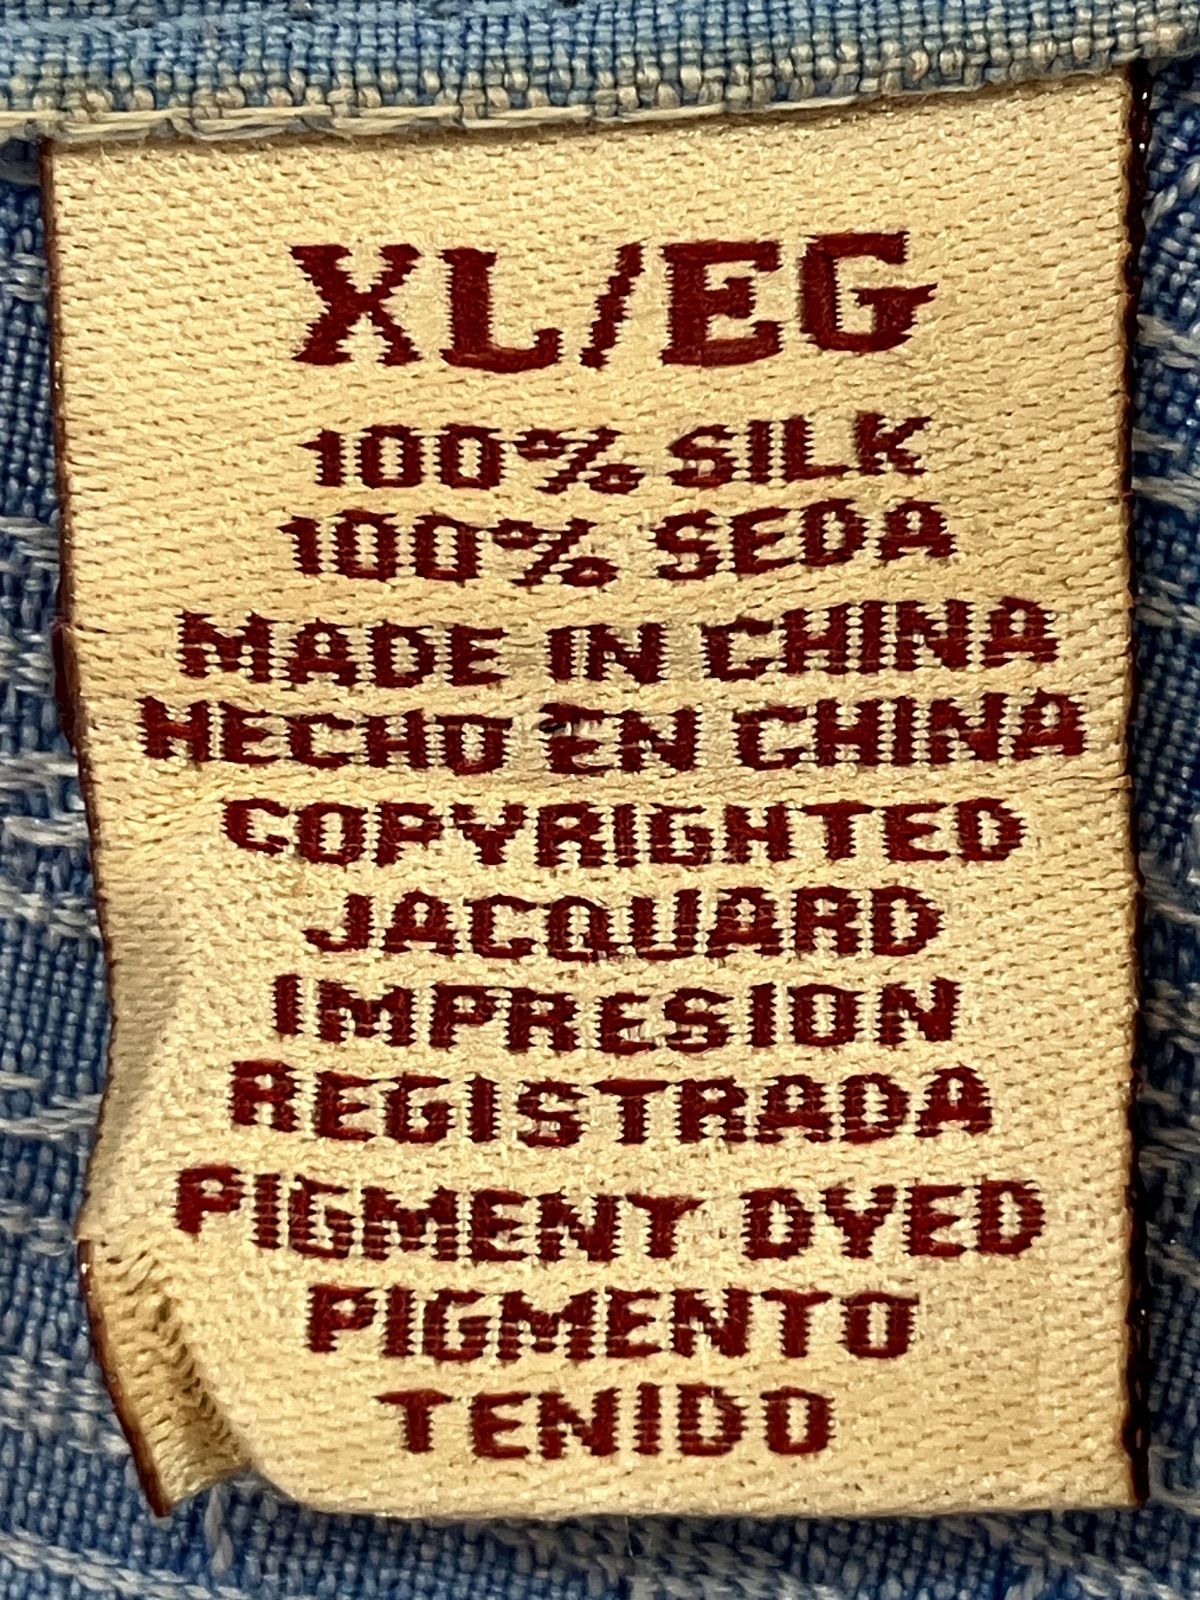 XL/EG
100% SILK
100% SEDA
MADE IN CHINA
HECHO EN CHINA
COPYRIGHTED
JACQUARD
IMPRESION
REGISTRADA
PIGMENT DYED
PIGMENTO
TENIDO